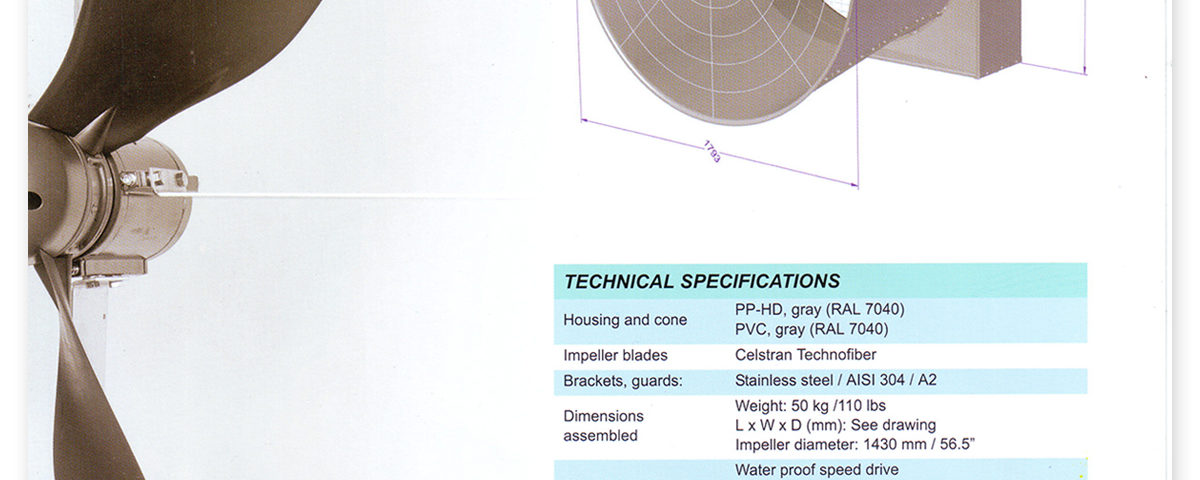 1793
TECHNICAL SPECIFICATIONS
Housing and cone
PP-HD, gray (RAL 7040)
PVC, gray (RAL 7040)
Impeller blades
Celstran Technofiber
Brackets, guards:
Stainless steel / AISI 304 / A2
Dimensions
assembled
Weight: 50 kg /110 lbs
L x W x D (mm): See drawing
Impeller diameter: 1430 mm / 56.5”
Water proof speed drive